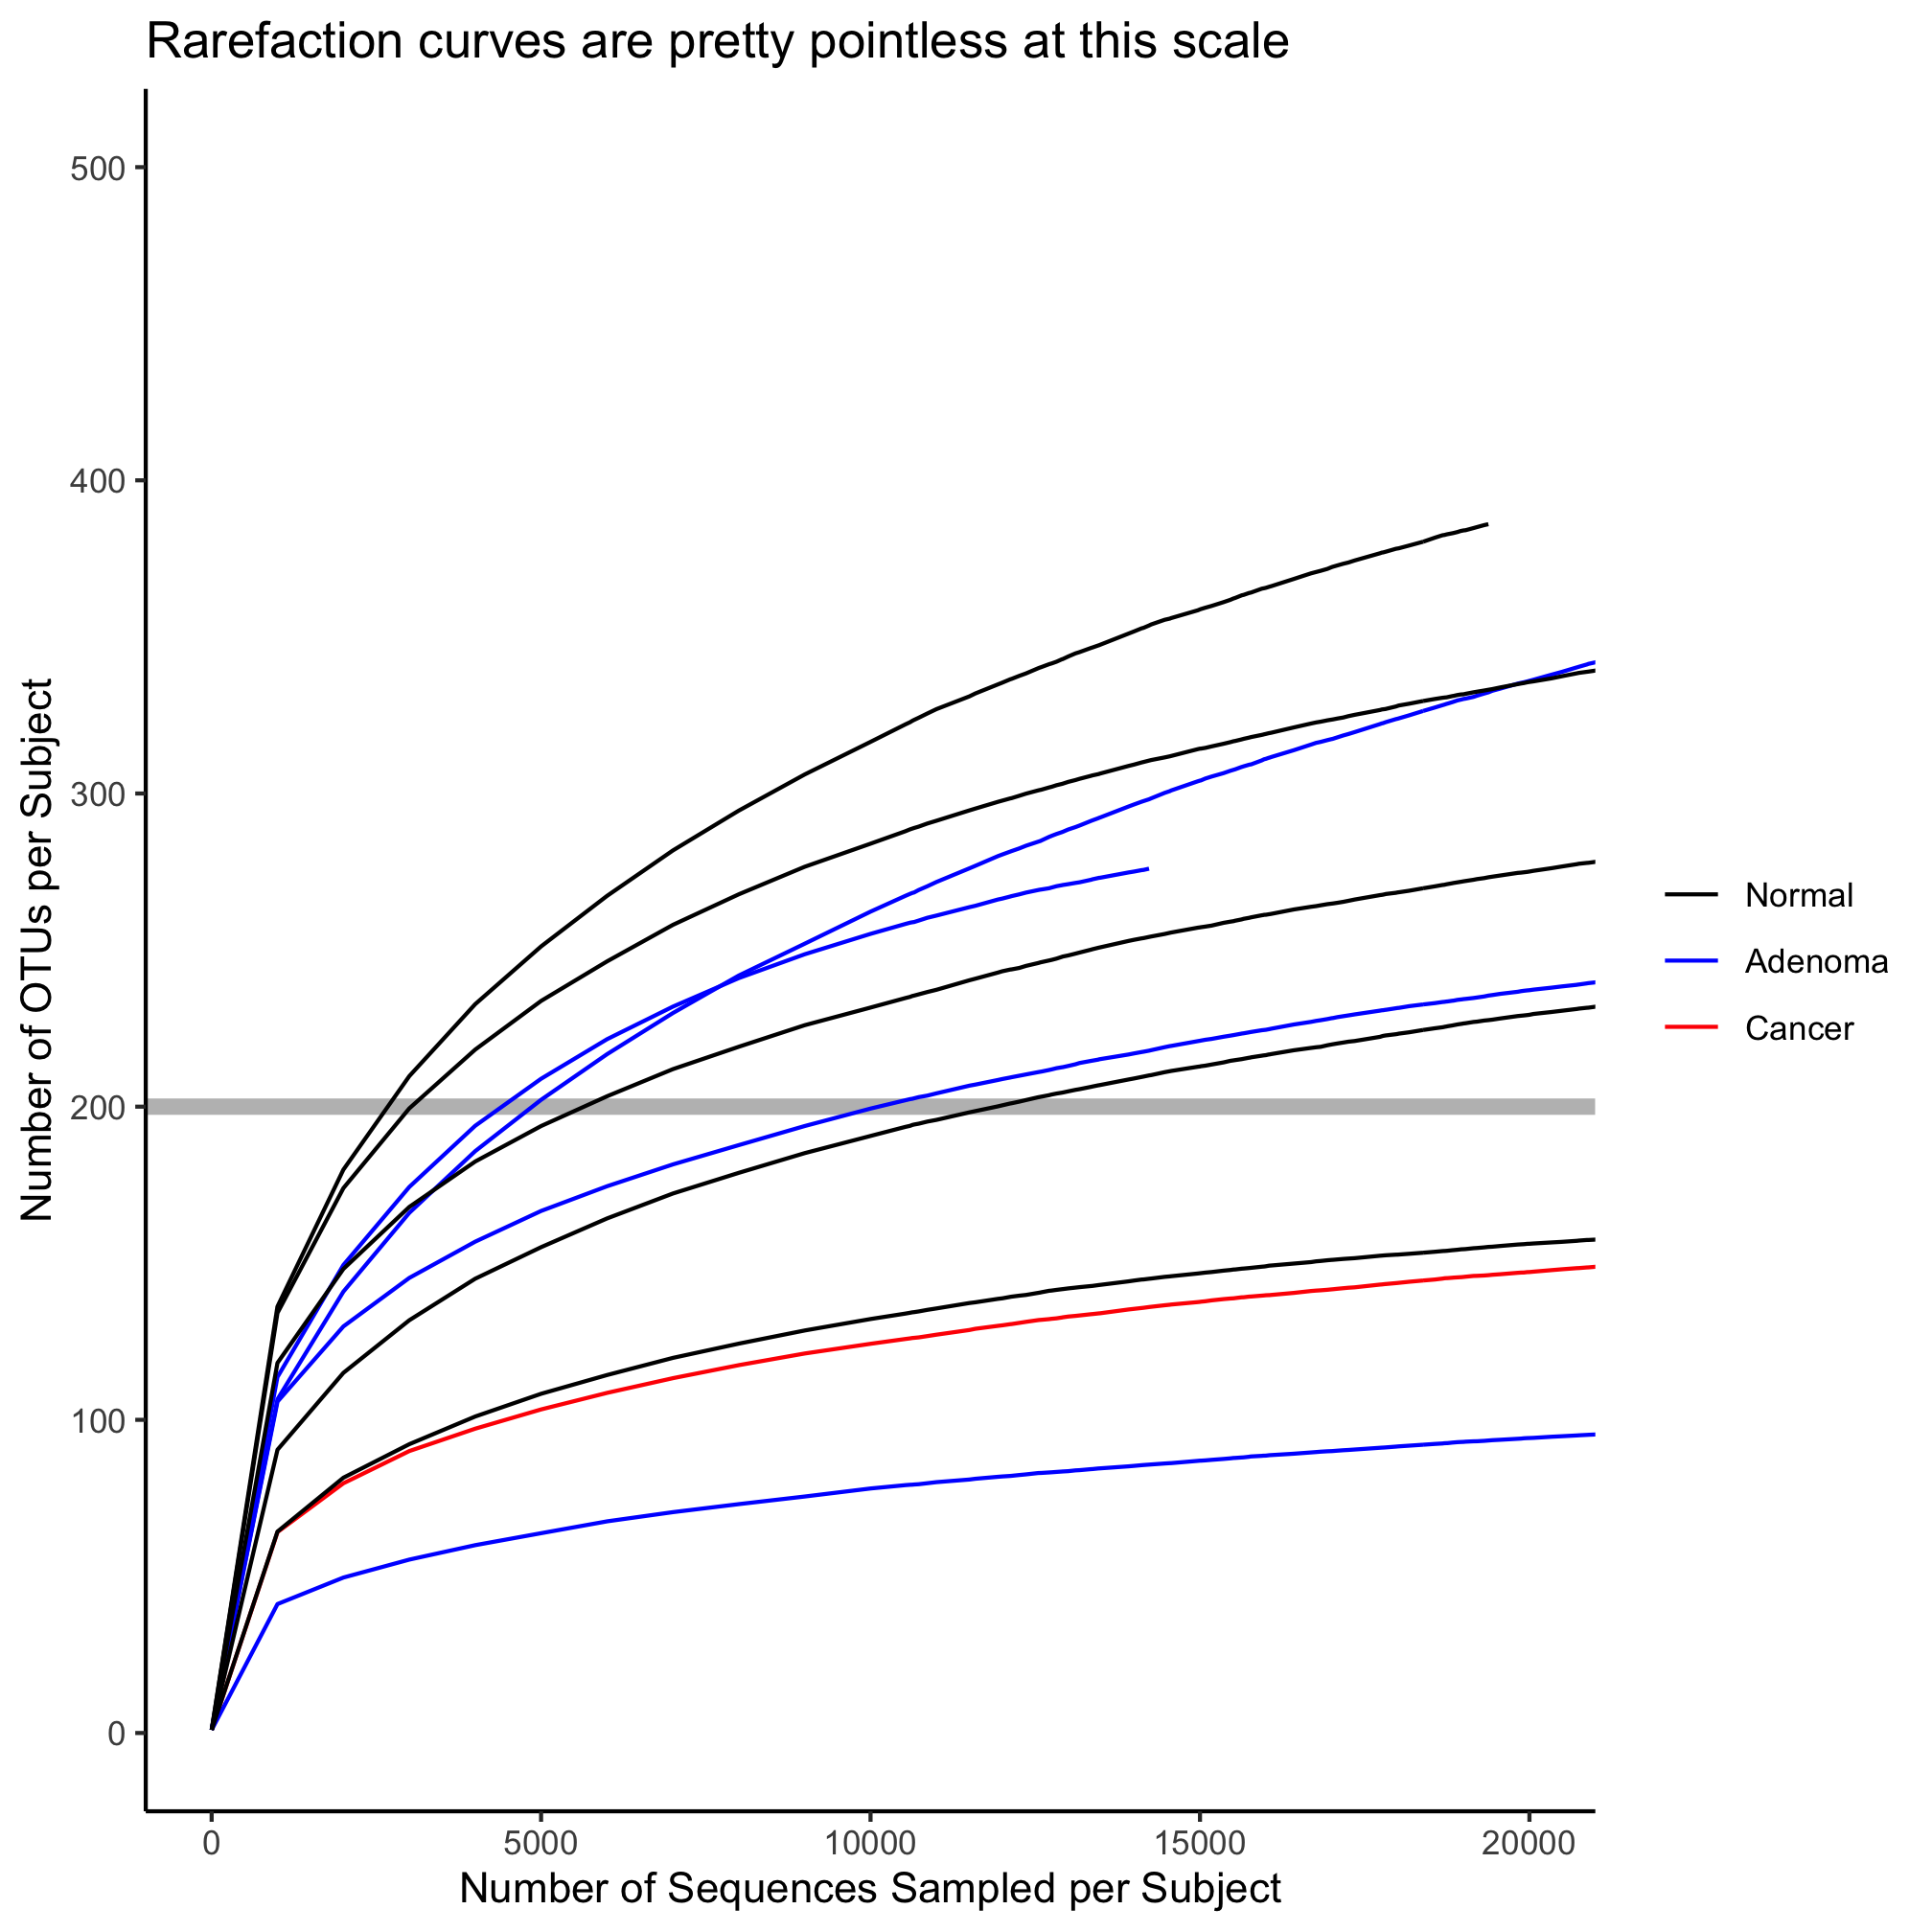 Rarefaction curves are pretty pointless at this scale
Number of OTUs per Subject
500
400
300
200
100
0
0 5000 10000 15000 20000
Number of Sequences Sampled per Subject
Normal
Adenoma
Cancer